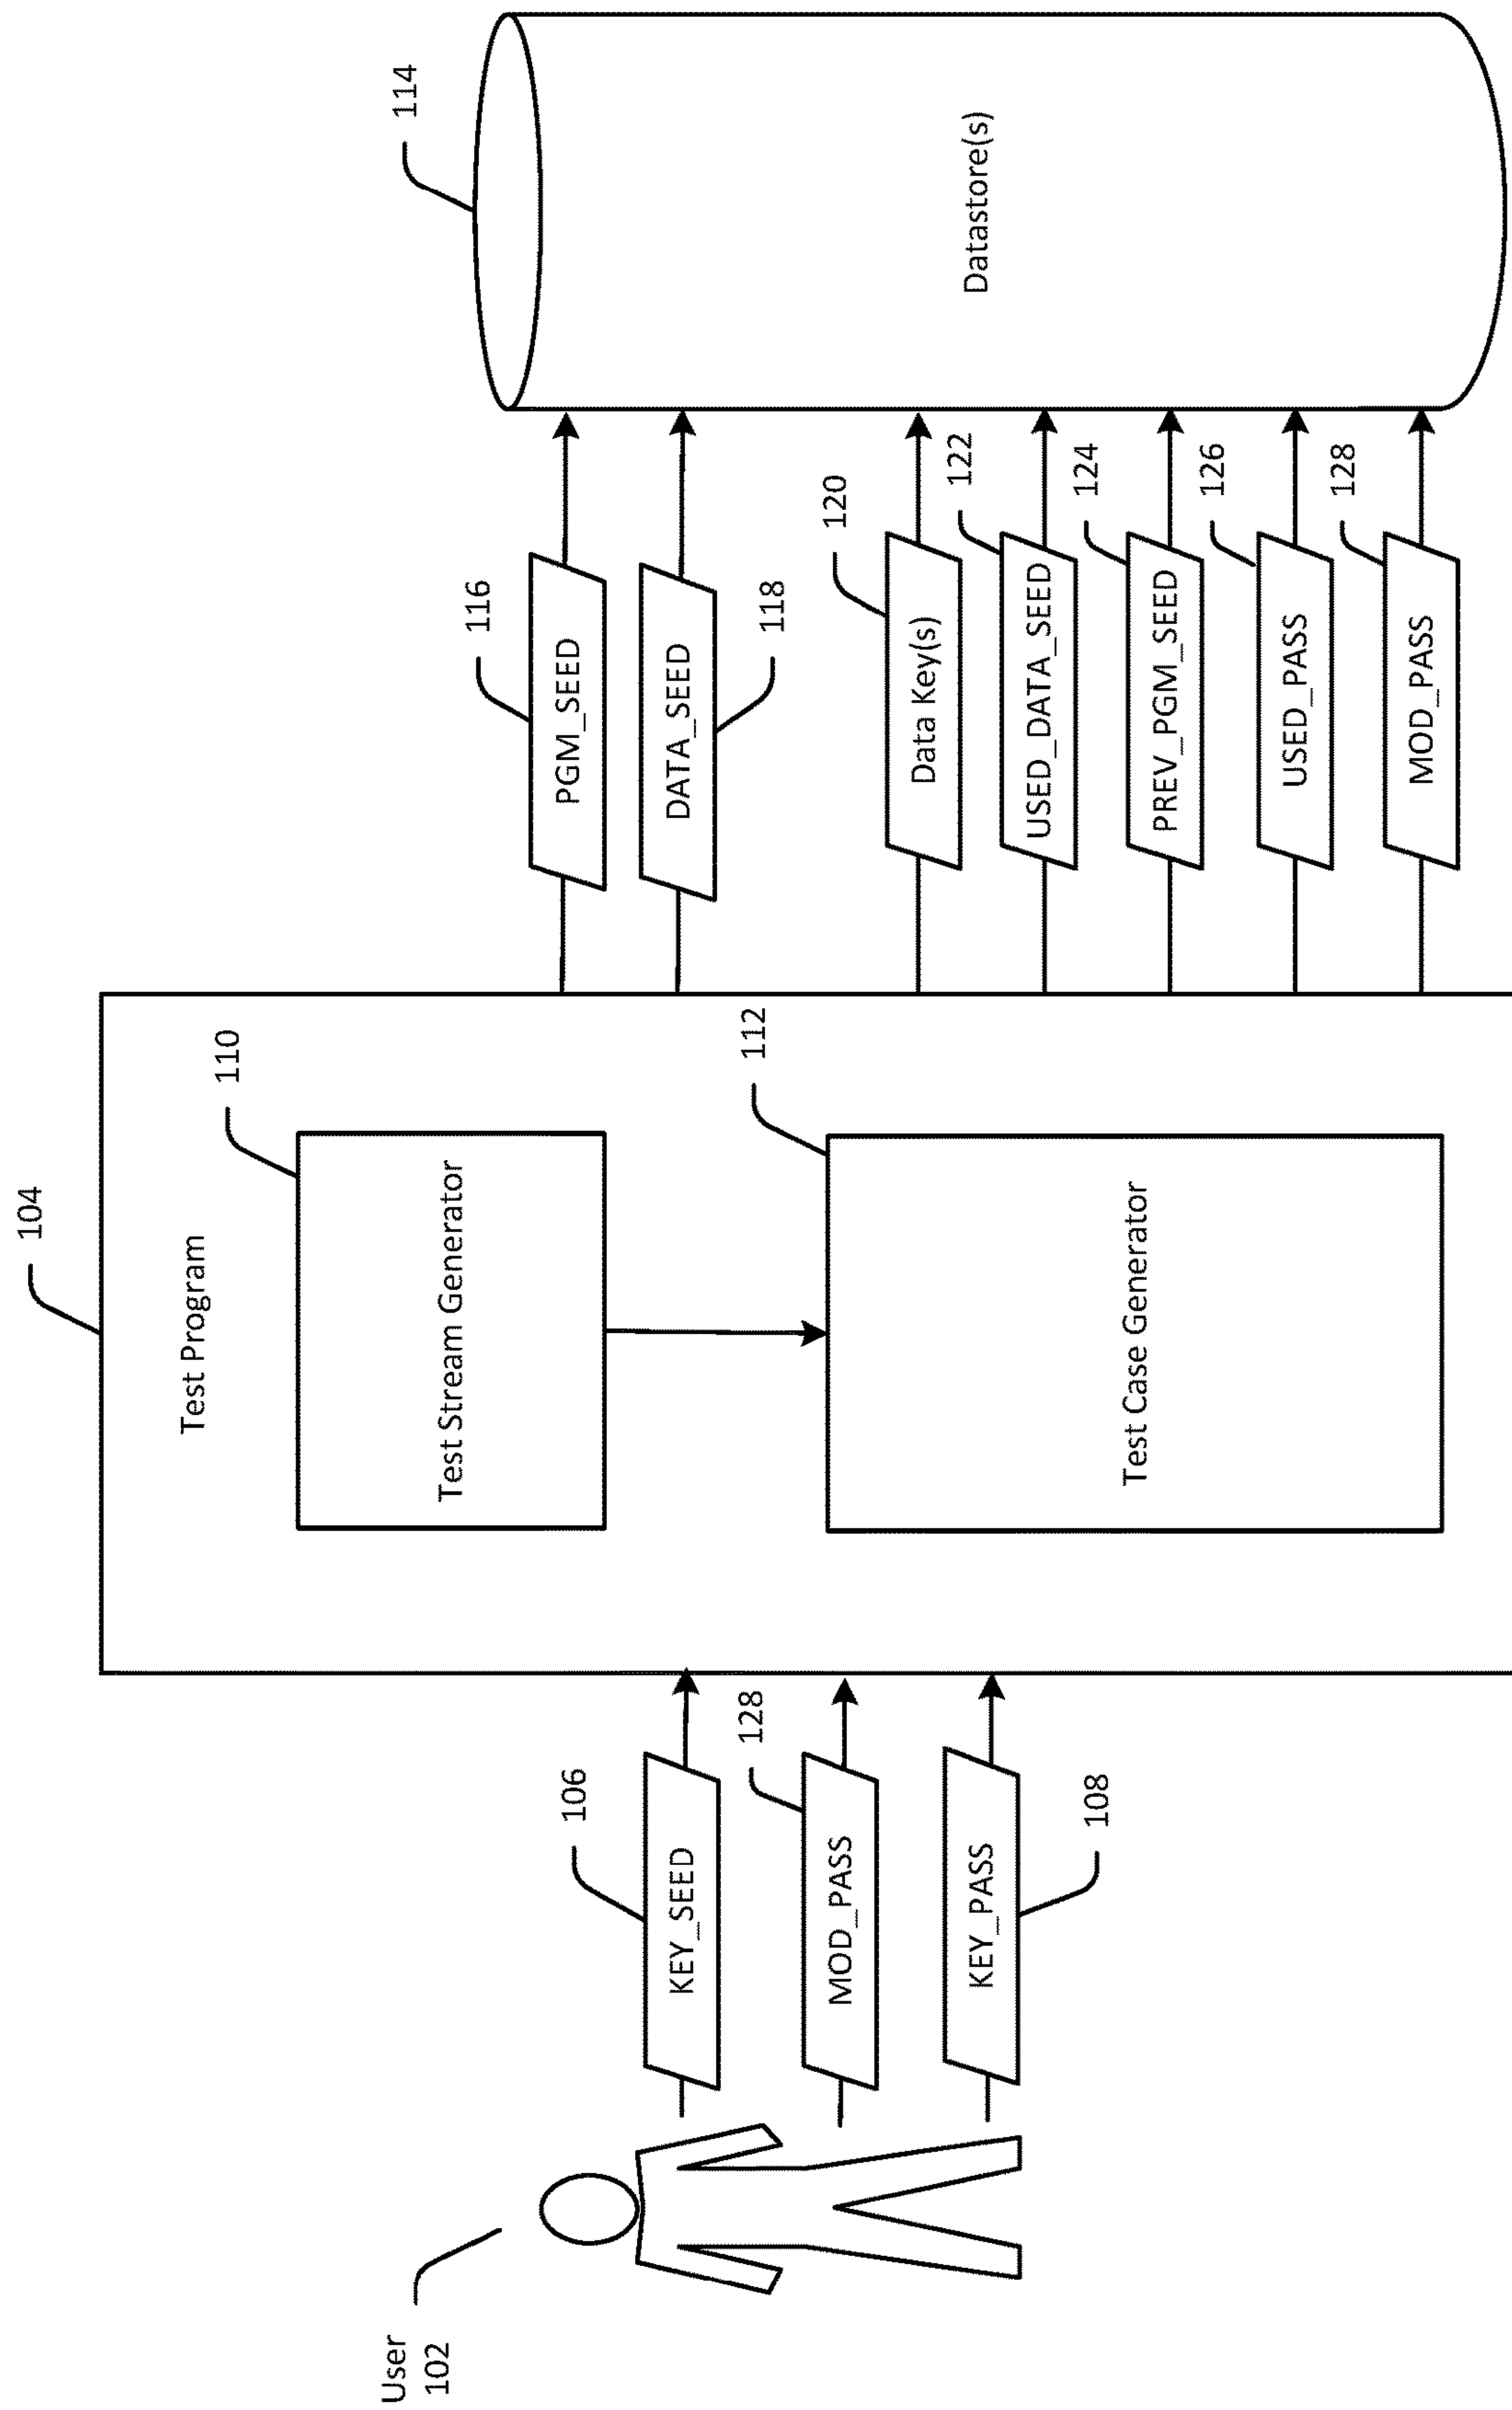 User
102
KEY_SEED
106
MOD_PASS
128
KEY_PASS
108
104
Test Program
110
Test Stream Generator
112
Test Case Generator
116
PGM_SEED
DATA_SEED
118
120
Data Key(s)
122
USED_DATA_SEED
124
PREV_PGM_SEED
126
USED_PASS
128
MOD_PASS
114
Datastore(s)